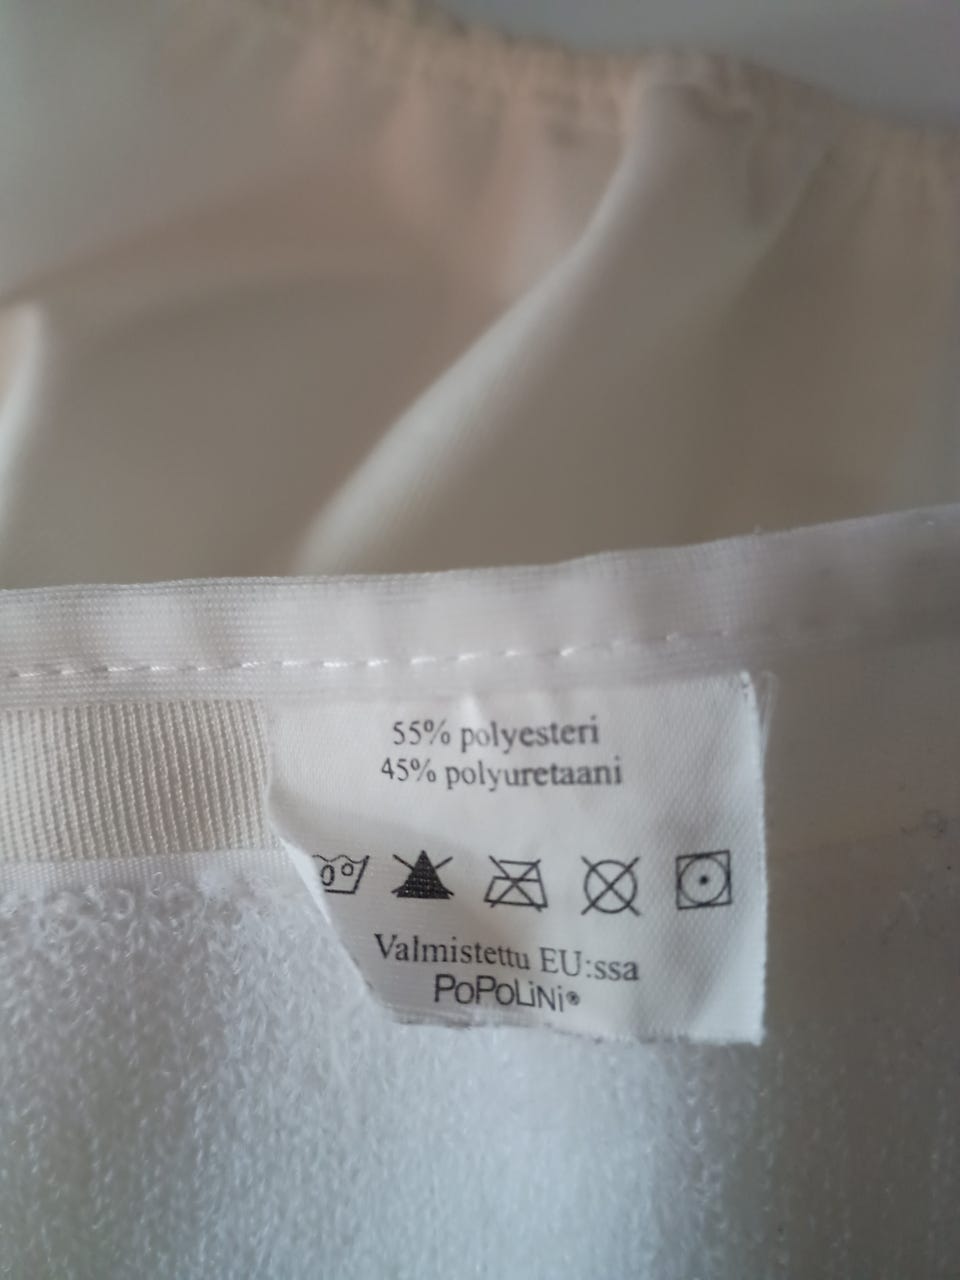 55% polyesteri
45% polyuretaani
Valmistettu EU:ssa
PoPoLiNi®